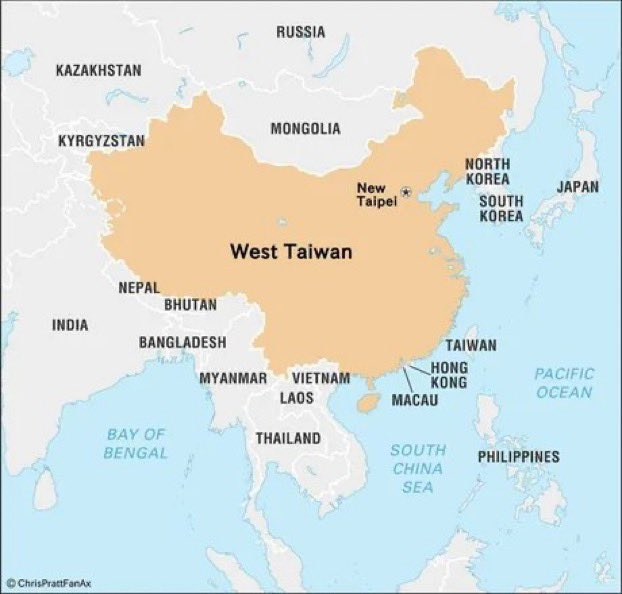 RUSSIA
KAZAKHSTAN
MONGOLIA
KYRGYZSTAN
NORTH
KOREA
JAPAN
New
Taipei
SOUTH
KOREA
West Taiwan
NEPAL
BHUTAN
INDIA
BANGLADESH
TAIWAN
HONG
KONG
MYANMAR
VIETNAM
LAOS
MACAU
PACIFIC
OCEAN
THAILAND
BAY OF
BENGAL
SOUTH
CHINA
SEA
PHILIPPINES
© ChrisPrattFanAx